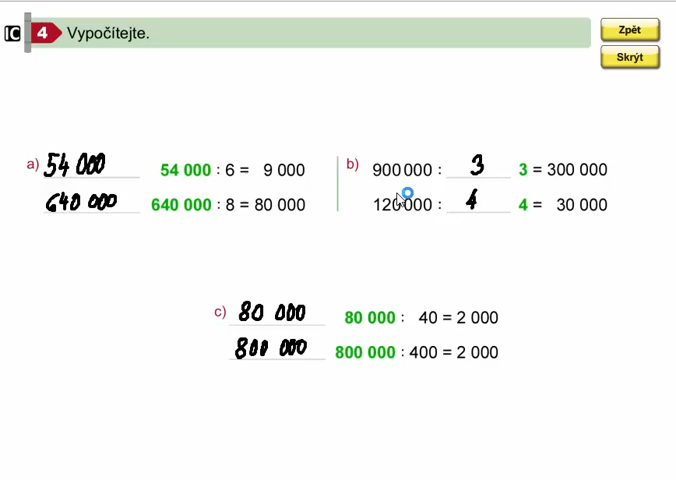 4 Vypočítejte.
Zpět
Skrýt
a) 54 000 54 000 : 6 = 9 000
640 000 640 000 : 8 = 80 000
b) 900 000 : 3 3 = 300 000
120 000 : 4 4 = 30 000
c) 80 000 80 000 : 40 = 2 000
800 000 800 000 : 400 = 2 000